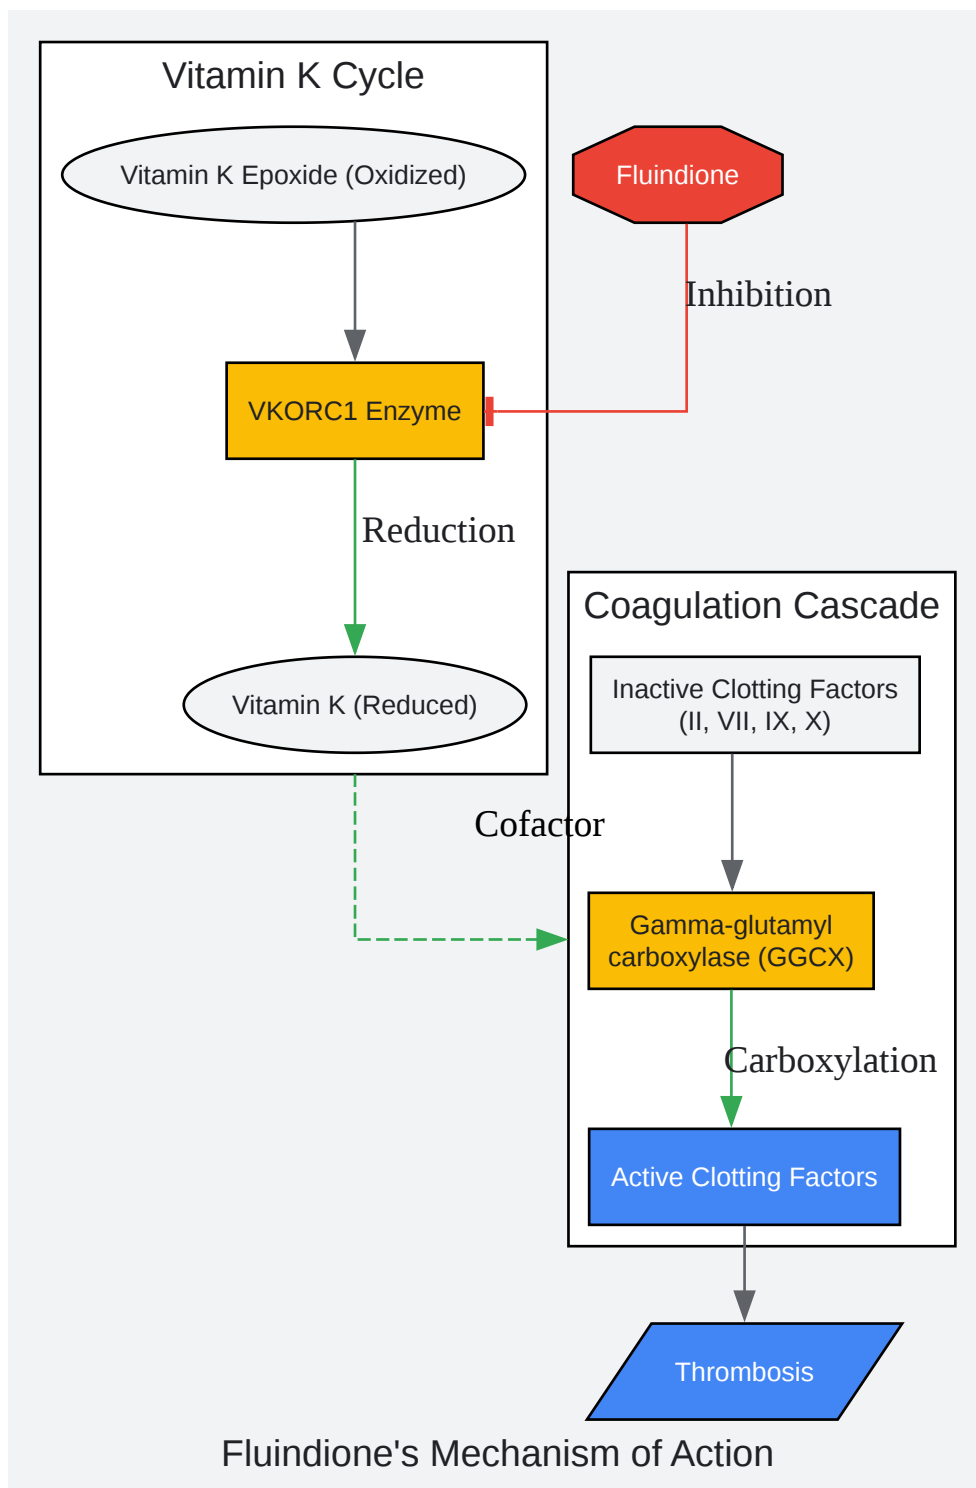 Vitamin K Cycle
Vitamin K Epoxide (Oxidized)
Fluindione
Inhibition
VKORC1 Enzyme
Reduction
Coagulation Cascade
Inactive Clotting Factors
(II, VII, IX, X)
Vitamin K (Reduced)
Cofactor
Gamma-glutamyl
carboxylase (GGCX)
Carboxylation
Active Clotting Factors
Thrombosis
Fluindione's Mechanism of Action